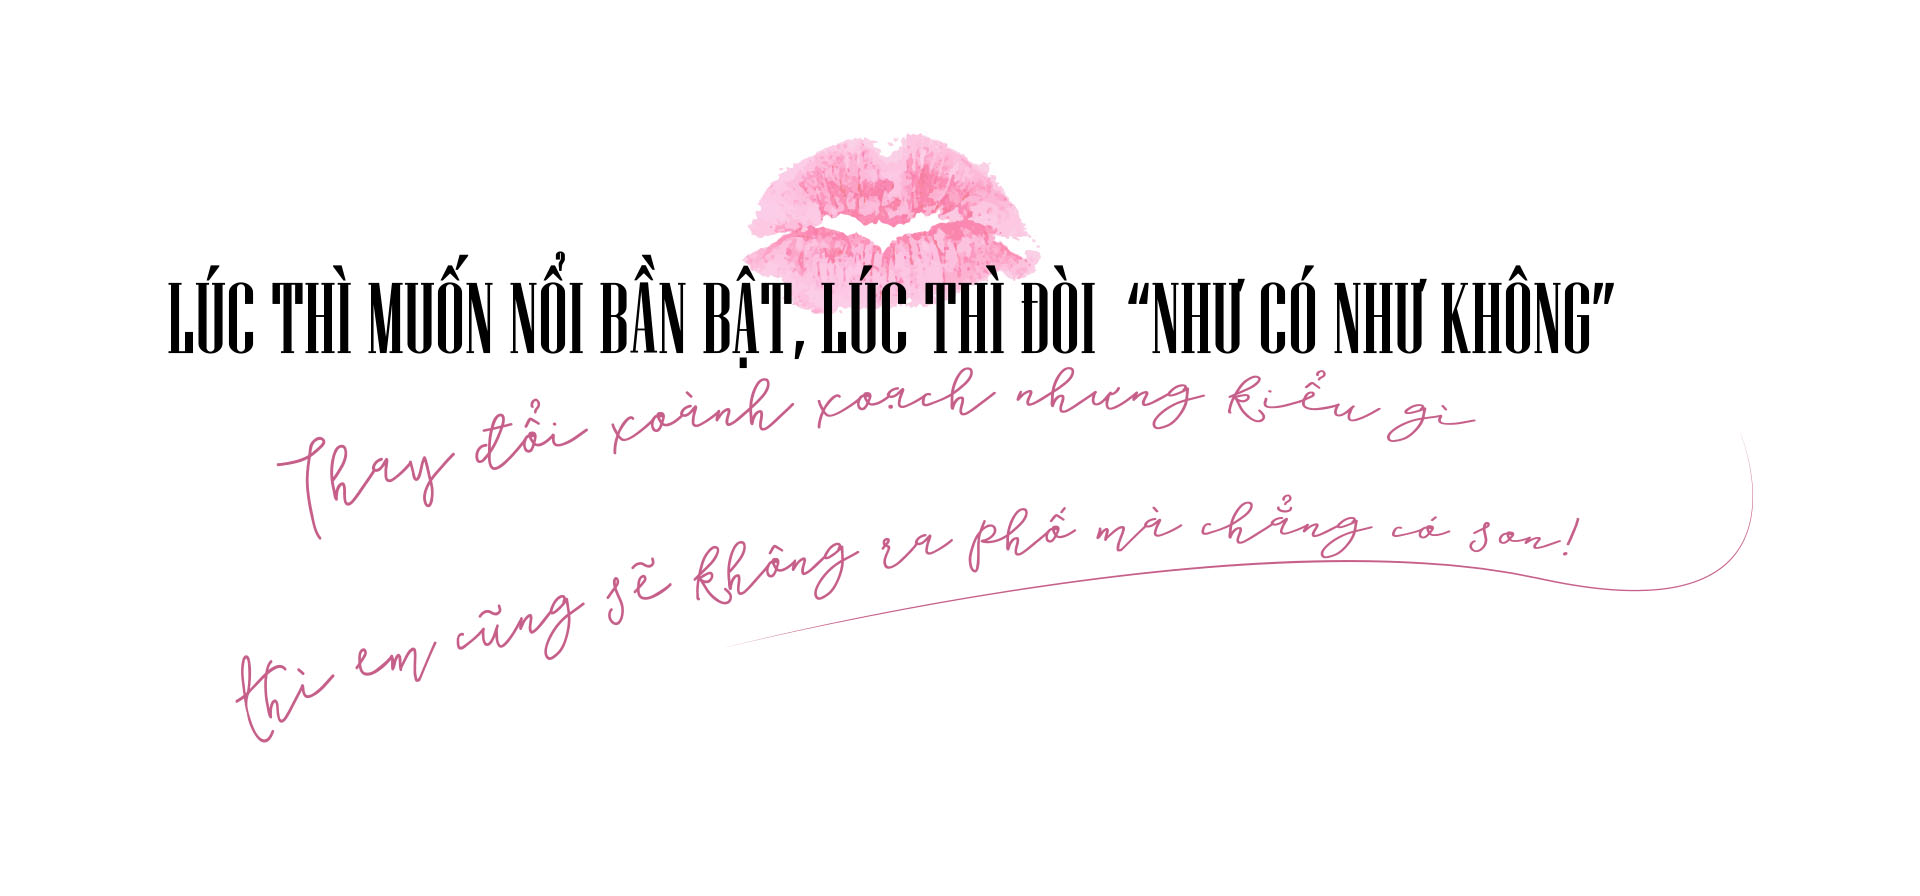 LÚC THÌ MUỐN NỔI BẦN BẬT, LÚC THÌ ĐÒI “NHƯ CÓ NHƯ KHÔNG”
Thay đổi xoành xoạch nhưng kiểu gì
thì em cũng sẽ không ra phố mà chẳng có son!